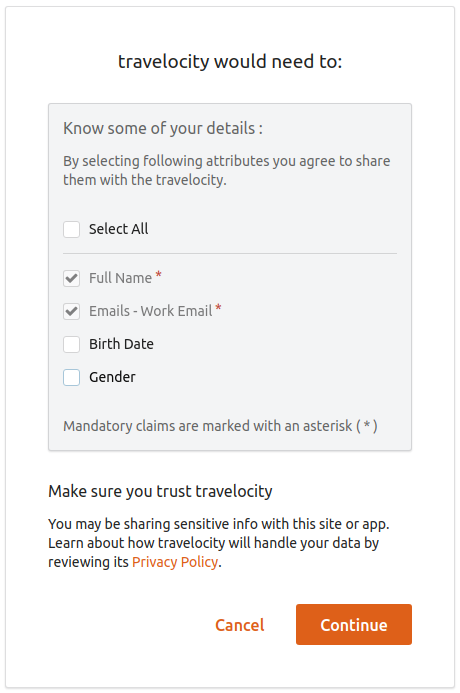 travelocity would need to:
Know some of your details :
By selecting following attributes you agree to share
them with the travelocity.
Select All
Full Name *
Emails - Work Email *
Birth Date
Gender
Mandatory claims are marked with an asterisk ( * )
Make sure you trust travelocity
You may be sharing sensitive info with this site or app.
Learn about how travelocity will handle your data by
reviewing its Privacy Policy.
Cancel
Continue